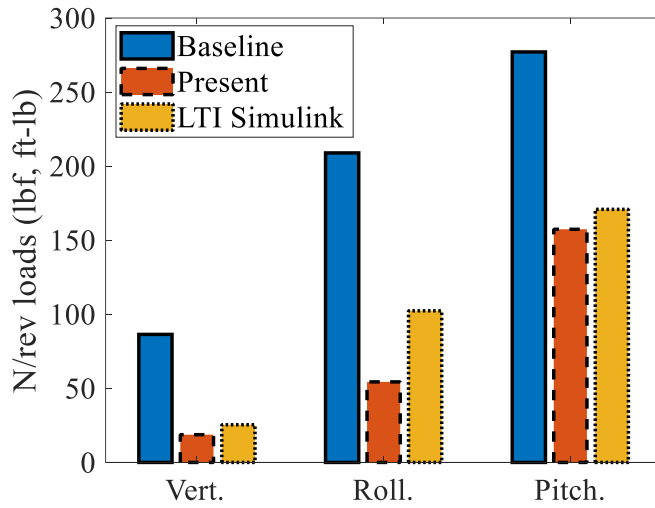 300
250
200
150
100
50
0
N/rev loads (lbf, ft-lb)
Baseline
Present
LTI Simulink
Vert.
Roll.
Pitch.